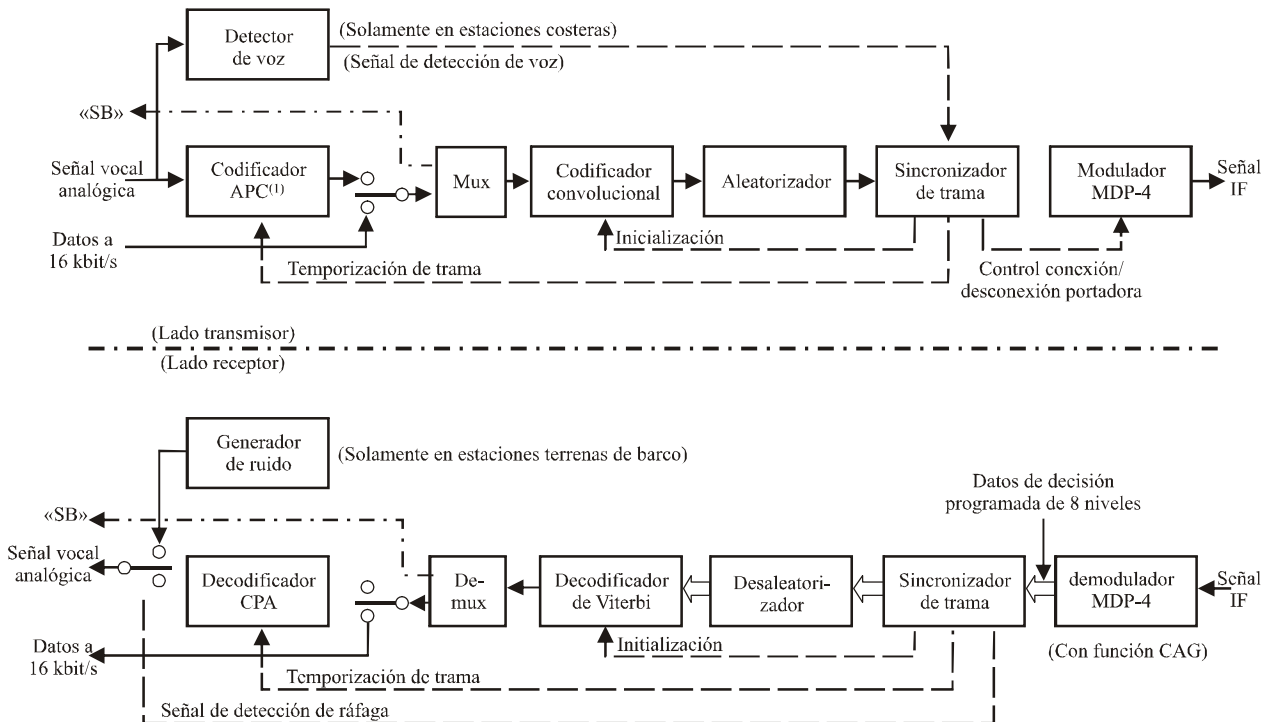 Detector
de voz
(Solamente en estaciones costeras)
(Señal de detección de voz)
«SB»
Señal vocal
analógica
Codificador
APC(1)
Mux
Codificador
convolucional
Aleatorizador
Sincronizador
de trama
Modulador
MDP-4
Señal
IF
Datos a
16 kbit/s
Inicialización
Temporización de trama
Control conexión/
desconexión portadora
(Lado transmisor)
(Lado receptor)
Generador
de ruido
(Solamente en estaciones terrenas de barco)
Datos de decisión
programada de 8 niveles
«SB»
Señal vocal
analógica
Decodificador
CPA
De-
mux
Decodificador
de Viterbi
Desaleatori-
zador
Sincronizador
de trama
demodulador
MDP-4
Señal
IF
Datos a
16 kbit/s
Initialización
(Con función CAG)
Temporización de trama
Señal de detección de ráfaga